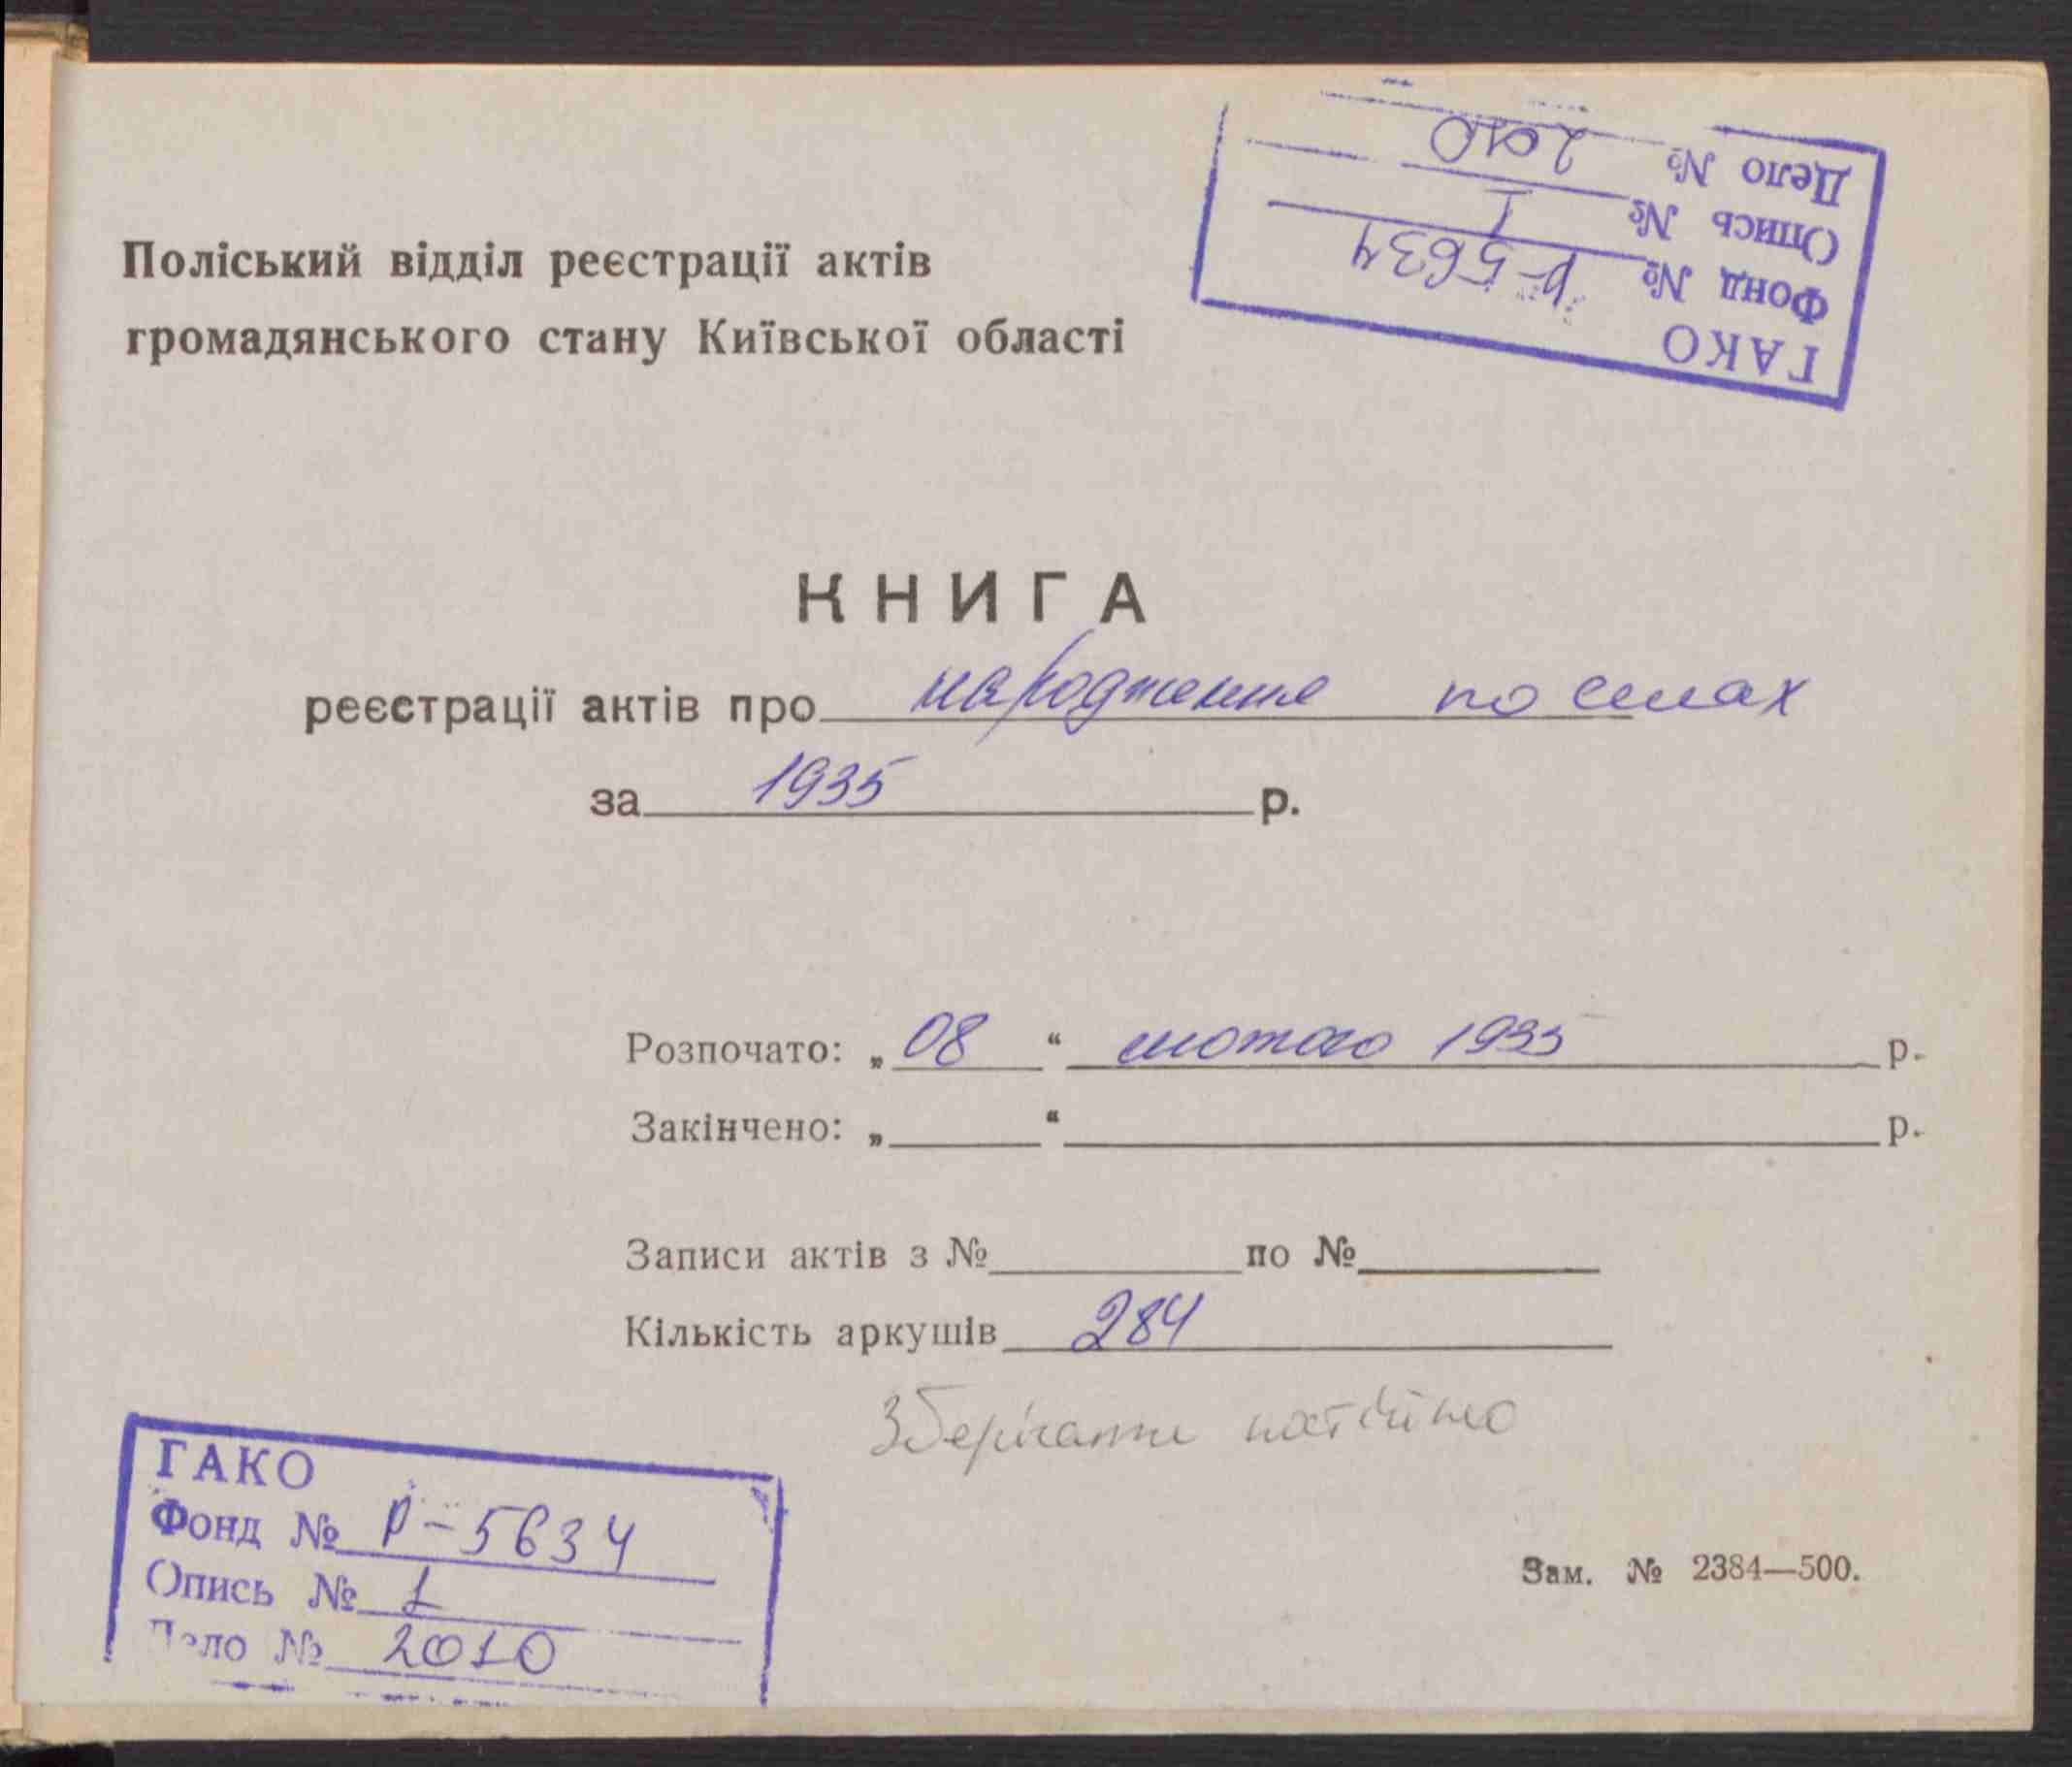 Дело № 2010
Опись № 1
Фонд № Р-5634
ГАКО
Поліський відділ реєстрації актів
громадянського стану Київської області
КНИГА
реєстрації актів про народження по селах
за 1935 р.
Розпочато: „ 08 “ лютого 1935 р.
Закінчено: „ “ р.
Записи актів з № по №
Кількість аркушів 284
Зберігати постійно
ГАКО
Фонд № Р-5634
Опись № 1
Дело № 2010
Зам. № 2384—500.